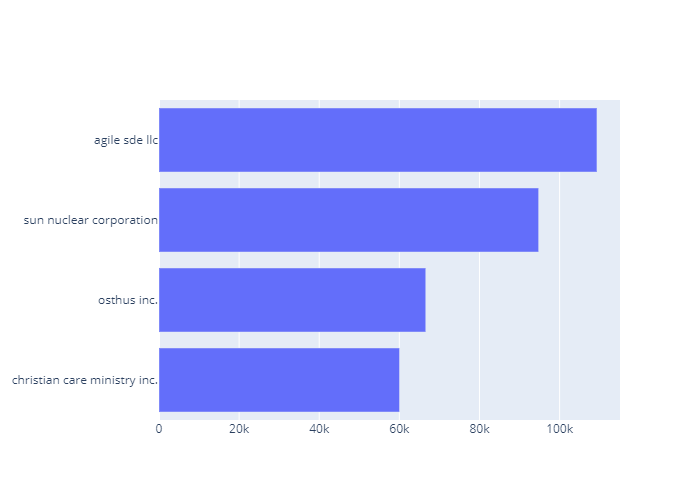 agile sde llc
sun nuclear corporation
osthus inc.
christian care ministry inc.
0 20k 40k 60k 80k 100k